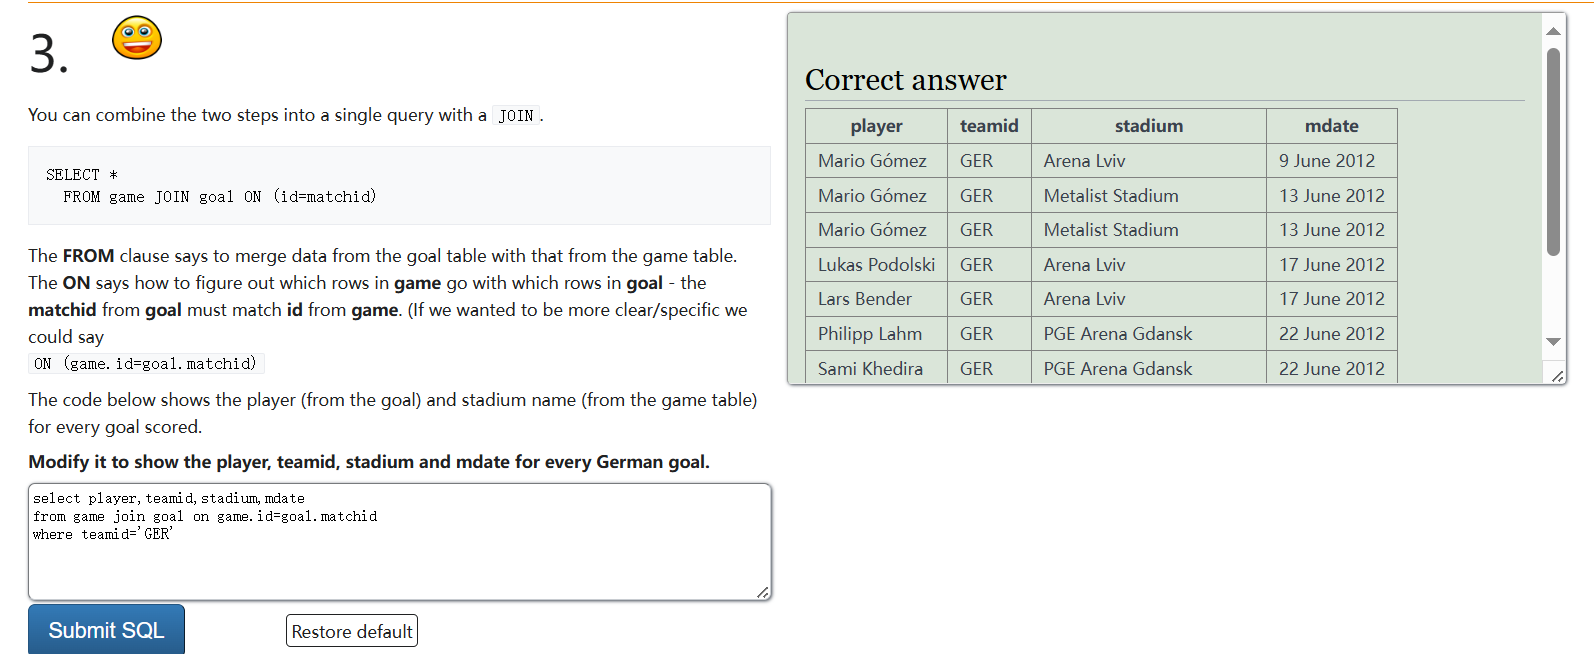 3.
You can combine the two steps into a single query with a JOIN.
SELECT *
FROM game JOIN goal ON (id=matchid)
The FROM clause says to merge data from the goal table with that from the game table.
The ON says how to figure out which rows in game go with which rows in goal - the
matchid from goal must match id from game. (If we wanted to be more clear/specific we
could say
ON (game.id=goal.matchid)
The code below shows the player (from the goal) and stadium name (from the game table)
for every goal scored.
Modify it to show the player, teamid, stadium and mdate for every German goal.
select player,teamid,stadium,mdate
from game join goal on game.id=goal.matchid
where teamid='GER'
Submit SQL Restore default
Correct answer
player teamid stadium mdate
Mario Gómez GER Arena Lviv 9 June 2012
Mario Gómez GER Metalist Stadium 13 June 2012
Mario Gómez GER Metalist Stadium 13 June 2012
Lukas Podolski GER Arena Lviv 17 June 2012
Lars Bender GER Arena Lviv 17 June 2012
Philipp Lahm GER PGE Arena Gdansk 22 June 2012
Sami Khedira GER PGE Arena Gdansk 22 June 2012